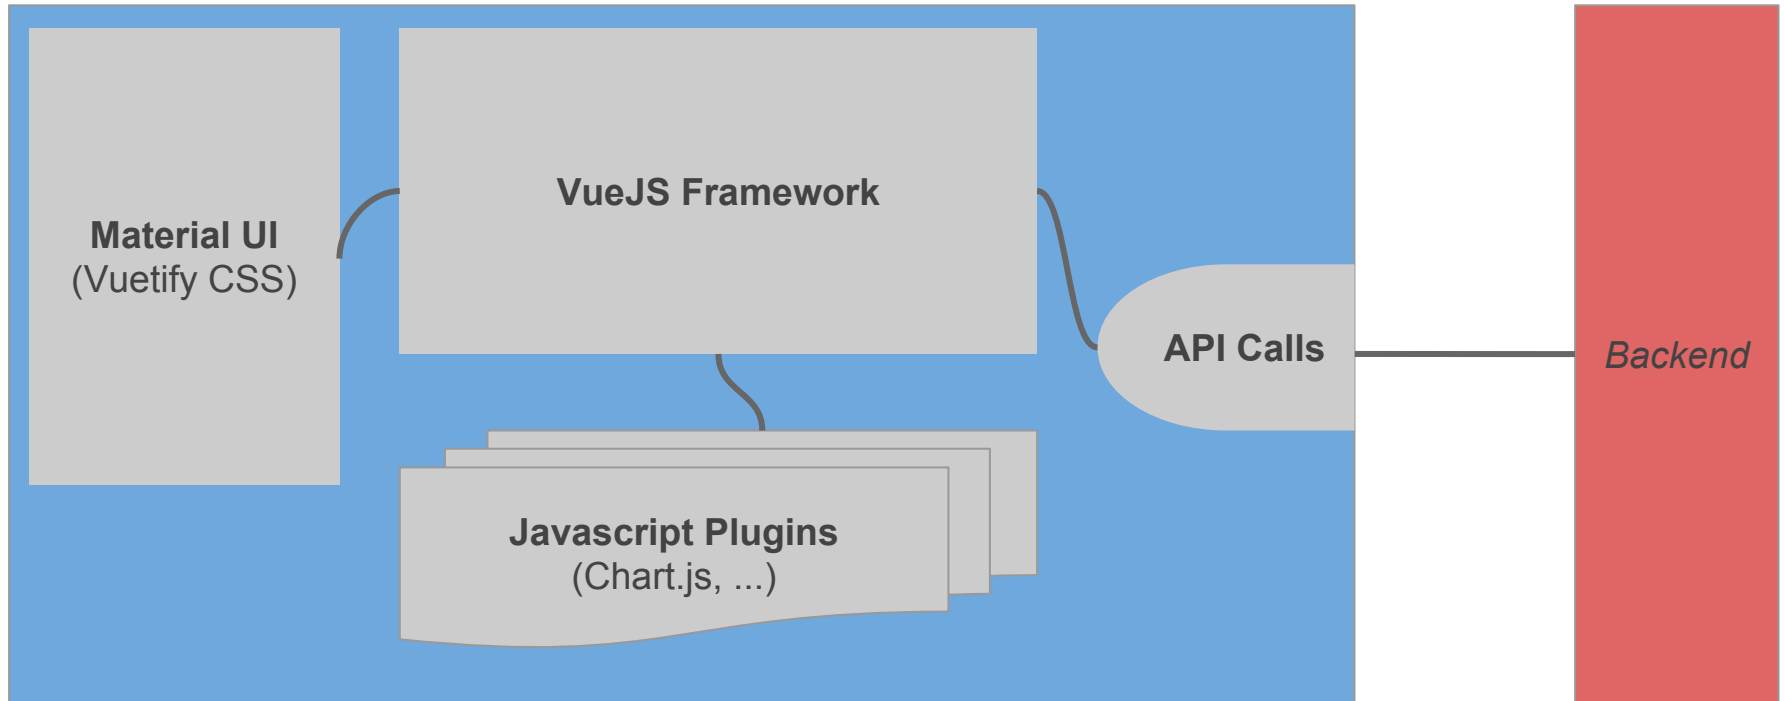 Material UI
(Vuetify CSS)
VueJS Framework
Javascript Plugins
(Chart.js, ...)
API Calls
Backend